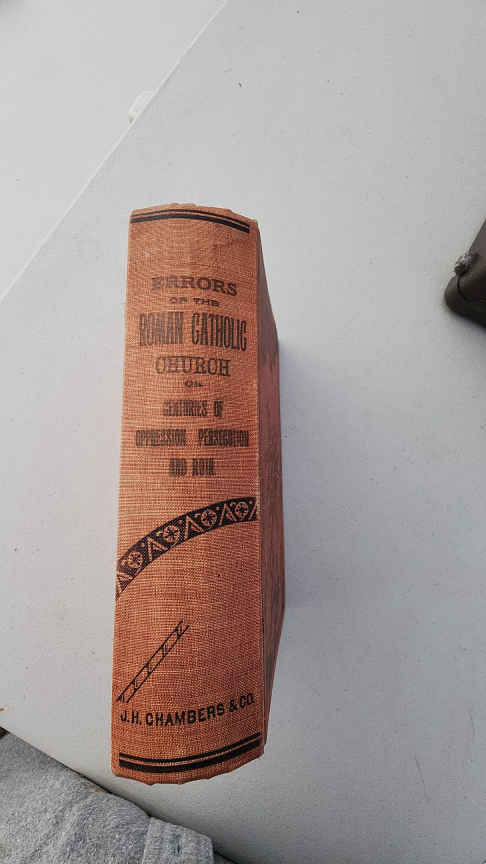 ERRORS
OF THE
ROMAN CATHOLIC
CHURCH
OR
CENTURIES OF
OPPRESSION PERSECUTION
AND RUIN
J.H. CHAMBERS & CO.